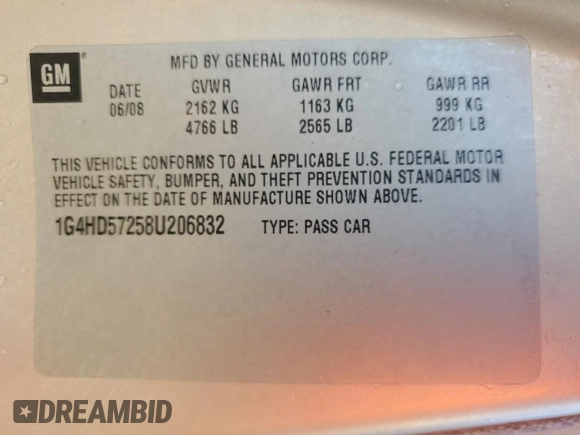 GM
®
MFD BY GENERAL MOTORS CORP.
DATE GVWR GAWR FRT GAWR RR
06/08 2162 KG 1163 KG 999 KG
4766 LB 2565 LB 2201 LB
THIS VEHICLE CONFORMS TO ALL APPLICABLE U.S. FEDERAL MOTOR
VEHICLE SAFETY, BUMPER, AND THEFT PREVENTION STANDARDS IN
EFFECT ON THE DATE OF MANUFACTURE SHOWN ABOVE.
1G4HD57258U206832 TYPE: PASS CAR
DREAMBID